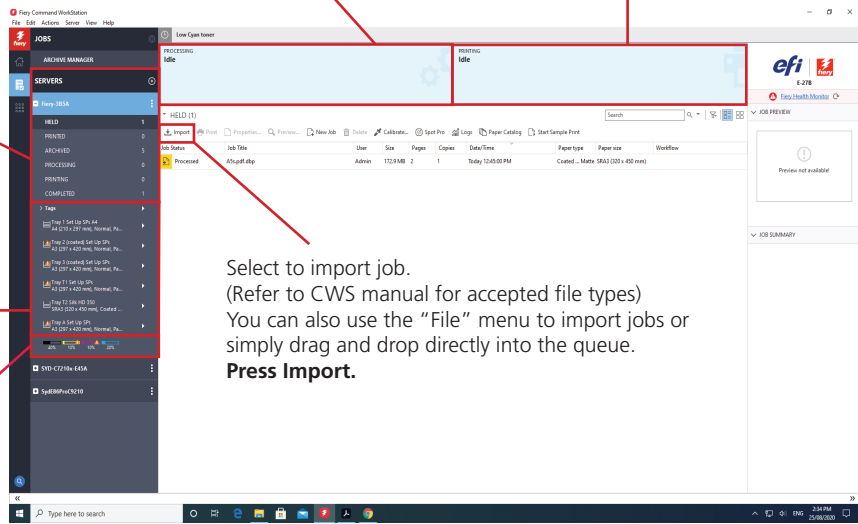 Fiery Command WorkStation
File Edit Actions Server View Help
fiery
JOBS
Low Cyan toner
ARCHIVE MANAGER
PROCESSING
Idle
PRINTING
Idle
efi fiery
E-27B
Fiery Health Monitor
SERVERS
Fiery-3B5A
HELD 1
PRINTED 0
ARCHIVED 5
PROCESSING 0
PRINTING 0
COMPLETED 1
Tags
Tray 1 Set Up SPs A4
A4 (210 x 297 mm), Normal, Pa...
Tray 2 (coated) Set Up SPs
A3 (297 x 420 mm), Normal, Pa...
Tray 3 (coated) Set Up SPs
A3 (297 x 420 mm), Normal, Pa...
Tray T1 Set Up SPs
A3 (297 x 420 mm), Normal, Pa...
Tray T2 Silk HD 350
SRA3 (320 x 450 mm), Coated ...
Tray A Set Up SPs
A3 (297 x 420 mm), Normal, Pa...
40% 10% 10% 20%
SYD-C7210x-E45A
SydE86ProC9210
HELD (1)
Search
Import Print Properties... Preview... New Job Delete Calibrate... Spot Pro Logs Paper Catalog Start Sample Print
Job Status Job Title User Size Pages Copies Date/Time Paper type Paper size Workflow
Processed A5s.pdf.dbp Admin 172.9 MB 2 1 Today 12:45:00 PM Coated ... Matte SRA3 (320 x 450 mm)
JOB PREVIEW
Preview not available!
JOB SUMMARY
Select to import job.
(Refer to CWS manual for accepted file types)
You can also use the “File” menu to import jobs or
simply drag and drop directly into the queue.
Press Import.
Type here to search
ENG
2:34 PM
25/08/2020